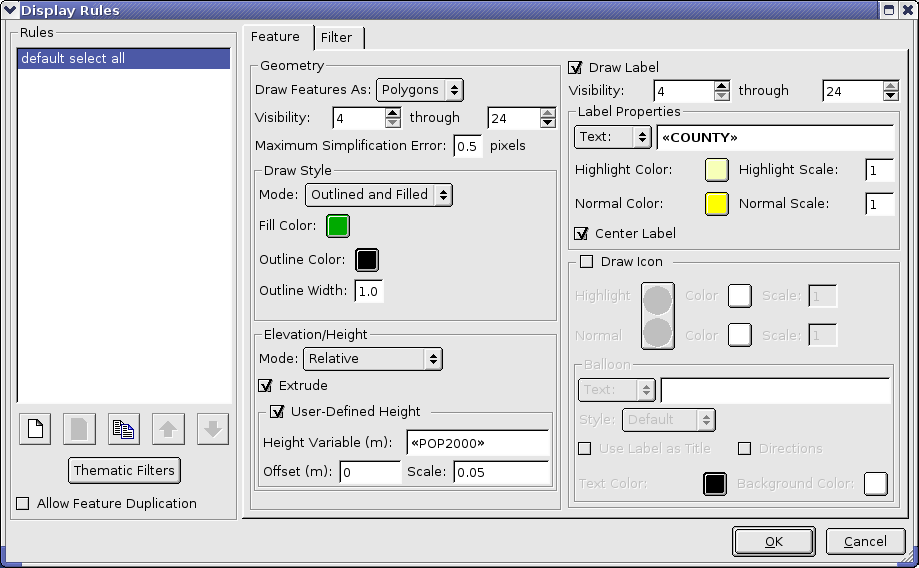 Display Rules
Rules
default select all
Thematic Filters
Allow Feature Duplication
Feature
Filter
Geometry
Draw Features As: Polygons
Visibility: 4 through 24
Maximum Simplification Error: 0.5 pixels
Draw Style
Mode: Outlined and Filled
Fill Color:
Outline Color:
Outline Width: 1.0
Elevation/Height
Mode: Relative
Extrude
User-Defined Height
Height Variable (m): «POP2000»
Offset (m): 0 Scale: 0.05
Draw Label
Visibility: 4 through 24
Label Properties
Text: «COUNTY»
Highlight Color: Highlight Scale: 1
Normal Color: Normal Scale: 1
Center Label
Draw Icon
Highlight Color Scale: 1
Normal Color Scale: 1
Balloon
Text:
Style: Default
Use Label as Title Directions
Text Color: Background Color:
OK Cancel